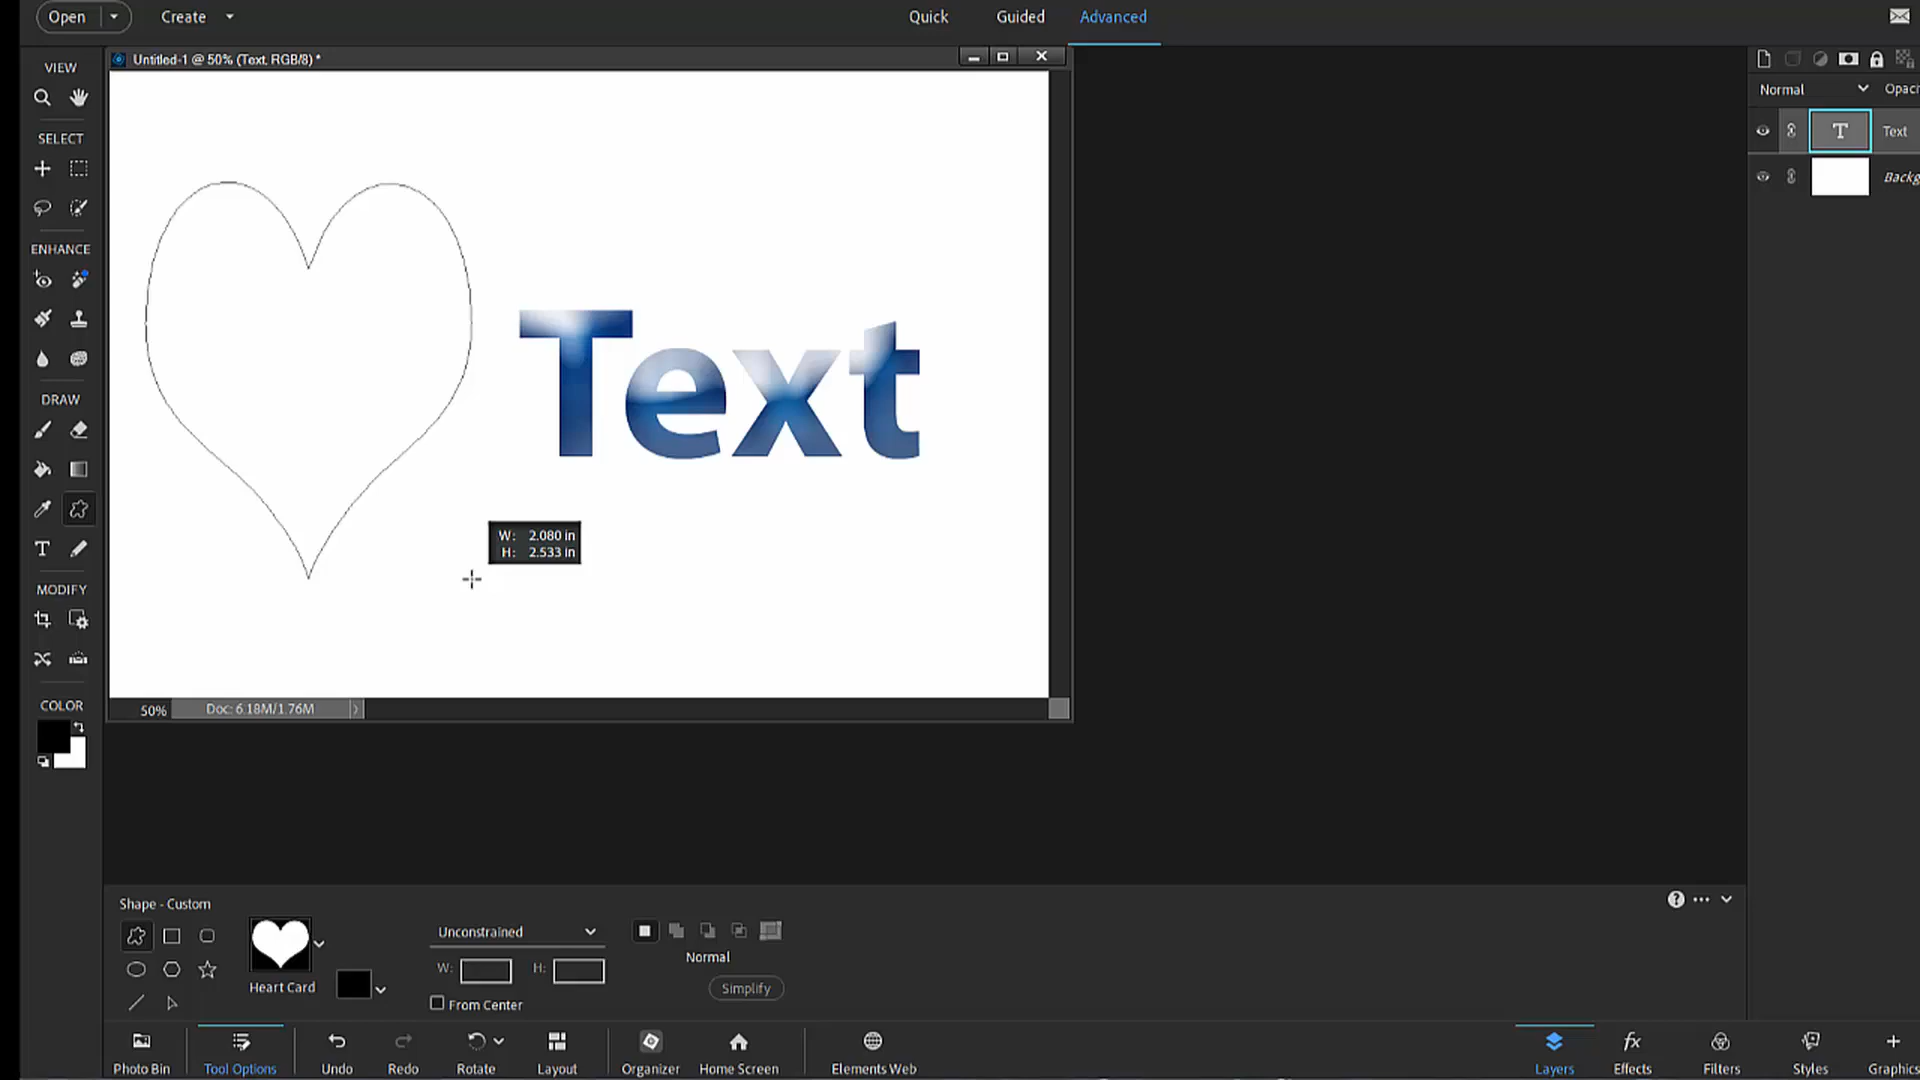 Open
Create
Quick
Guided
Advanced
Untitled-1 @ 50% (Text, RGB/8) *
VIEW
SELECT
ENHANCE
DRAW
MODIFY
COLOR
Normal
Opaci
Text
Backg
Text
W: 2.080 in
H: 2.533 in
50%
Doc: 6.18M/1.76M
Shape - Custom
Heart Card
Unconstrained
W:
H:
From Center
Normal
Simplify
Photo Bin
Tool Options
Undo
Redo
Rotate
Layout
Organizer
Home Screen
Elements Web
Layers
Effects
Filters
Styles
Graphics